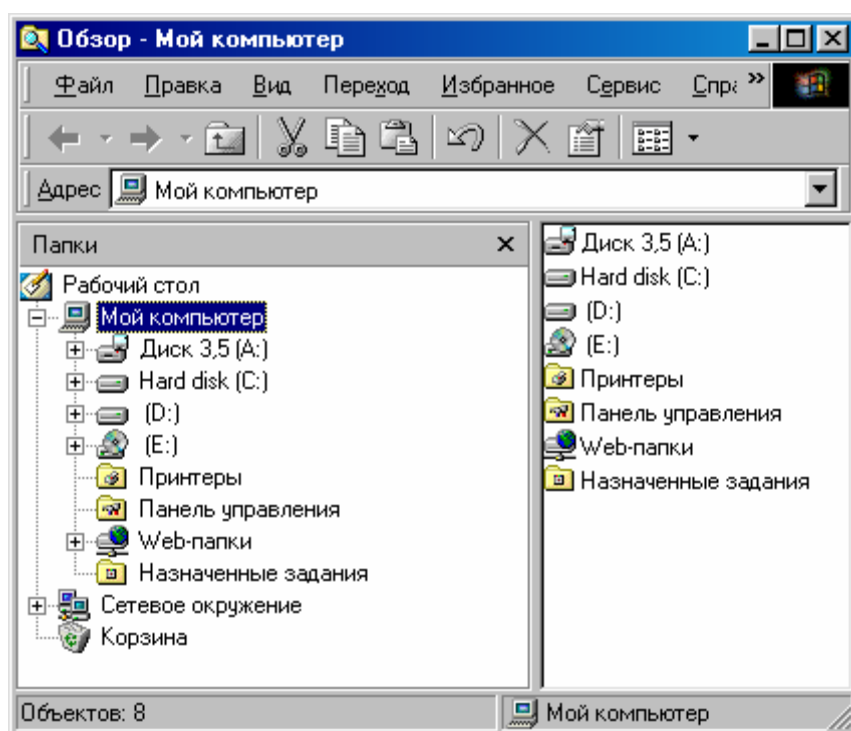 Обзор - Мой компьютер
Файл Правка Вид Переход Избранное Сервис Спра »
Адрес Мой компьютер
Папки
Рабочий стол
Мой компьютер
Диск 3,5 (A:)
Hard disk (C:)
(D:)
(E:)
Принтеры
Панель управления
Web-папки
Назначенные задания
Сетевое окружение
Корзина
Диск 3,5 (A:)
Hard disk (C:)
(D:)
(E:)
Принтеры
Панель управления
Web-папки
Назначенные задания
Объектов: 8
Мой компьютер